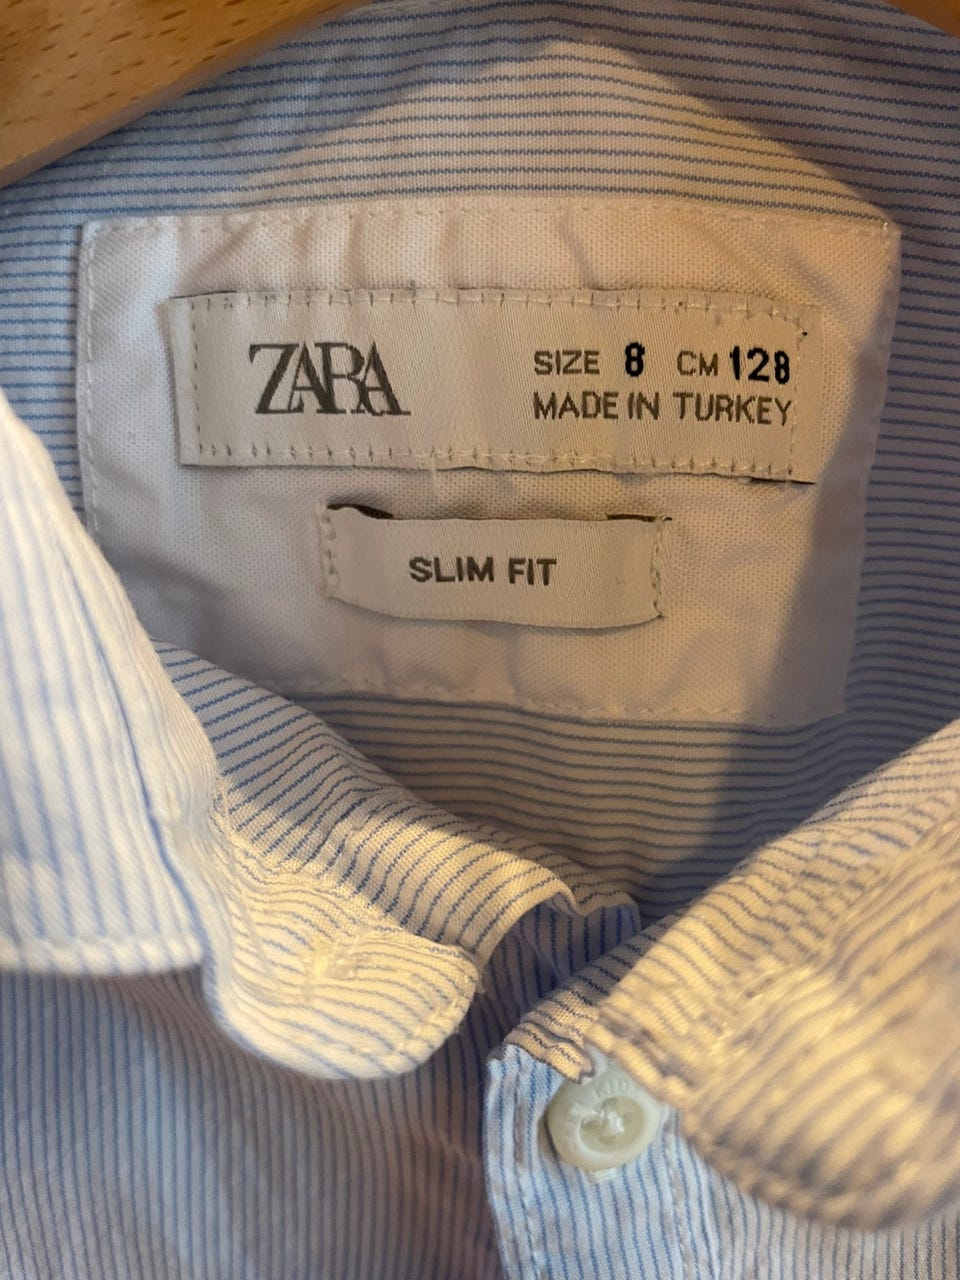 ZARA
SIZE 8 CM 128
MADE IN TURKEY
SLIM FIT